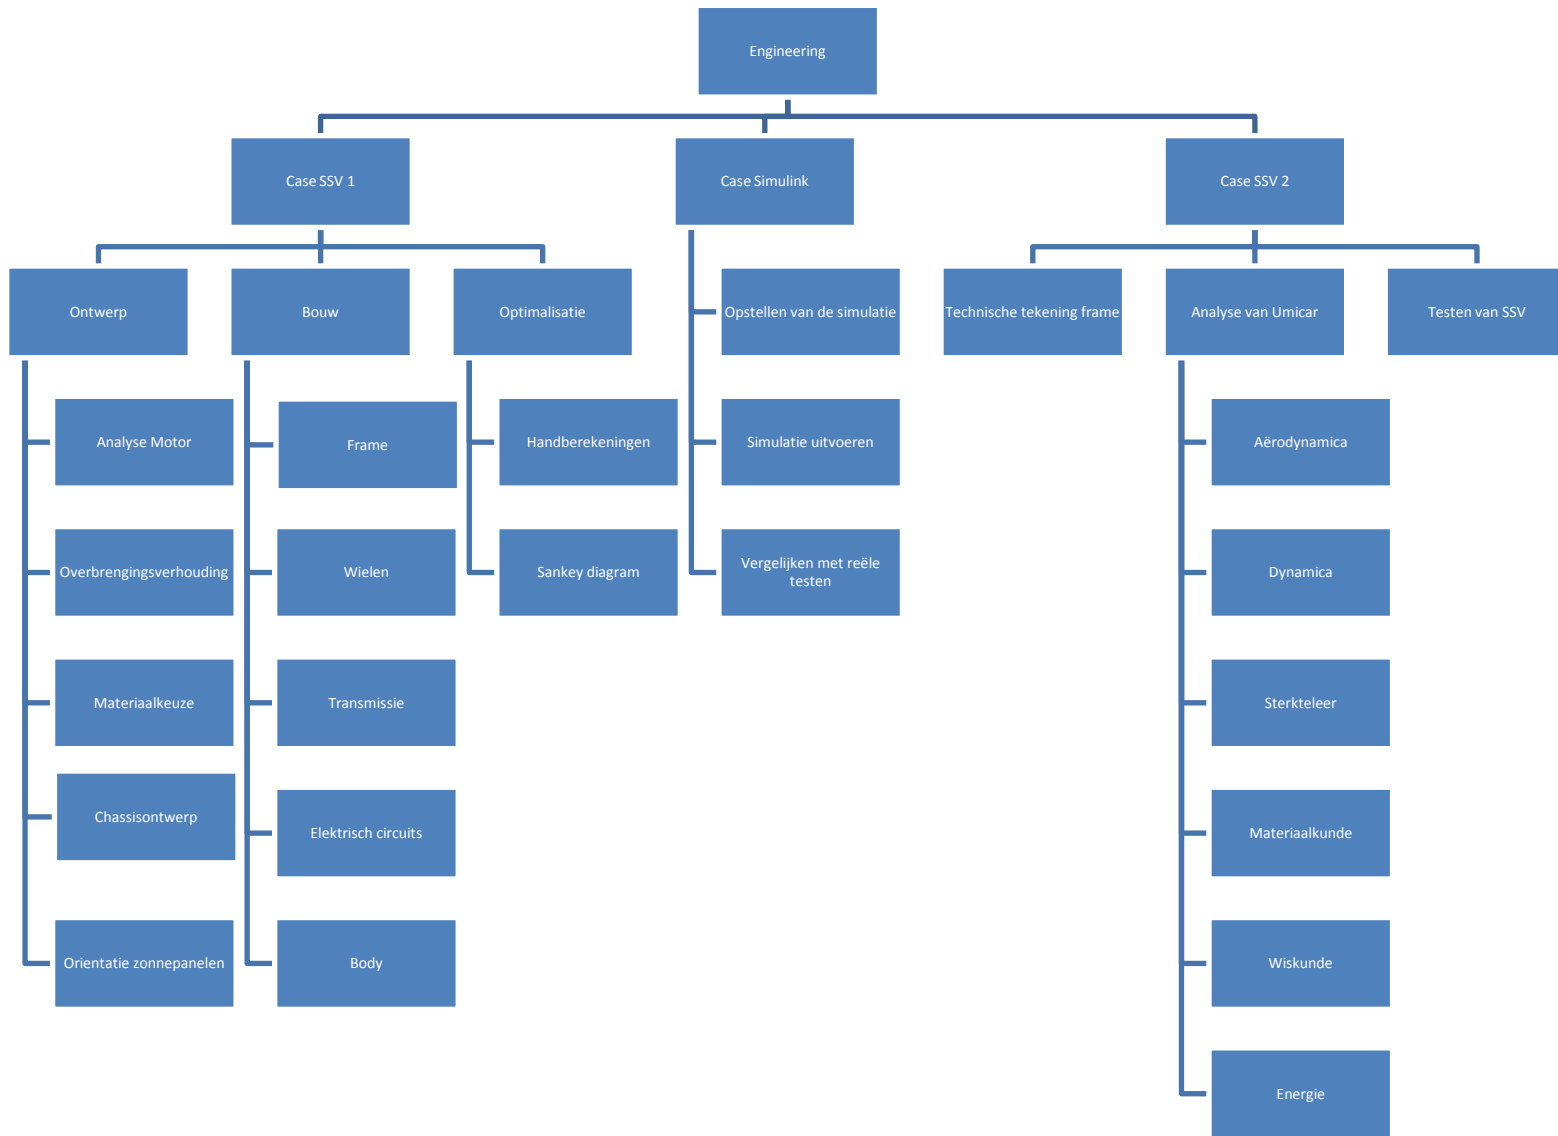 Engineering
Case SSV 1
Case Simulink
Case SSV 2
Ontwerp
Bouw
Optimalisatie
Opstellen van de simulatie
Technische tekening frame
Analyse van Umicar
Testen van SSV
Analyse Motor
Frame
Handberekeningen
Simulatie uitvoeren
Aërodynamica
Overbrengingsverhouding
Wielen
Sankey diagram
Vergelijken met reële
testen
Dynamica
Materiaalkeuze
Transmissie
Sterkteleer
Chassisontwerp
Elektrisch circuits
Materiaalkunde
Orientatie zonnepanelen
Body
Wiskunde
Energie